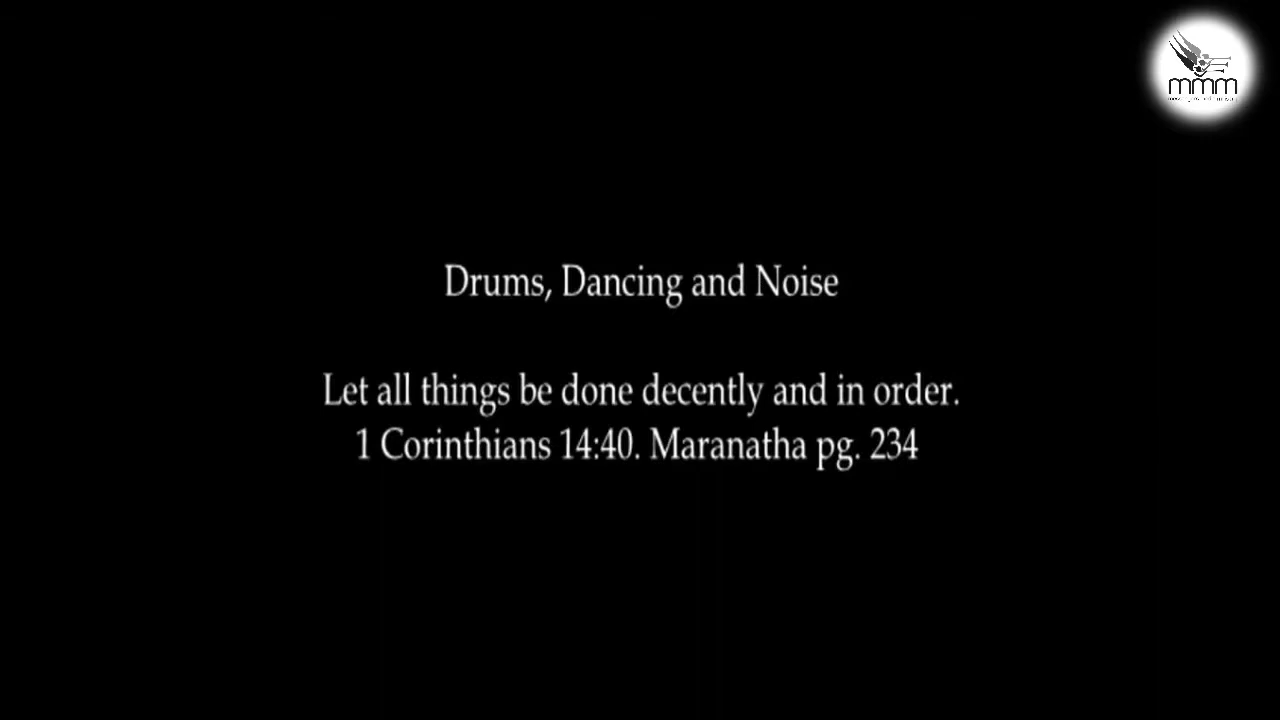 mmm
Drums, Dancing and Noise
Let all things be done decently and in order.
1 Corinthians 14:40. Maranatha pg. 234